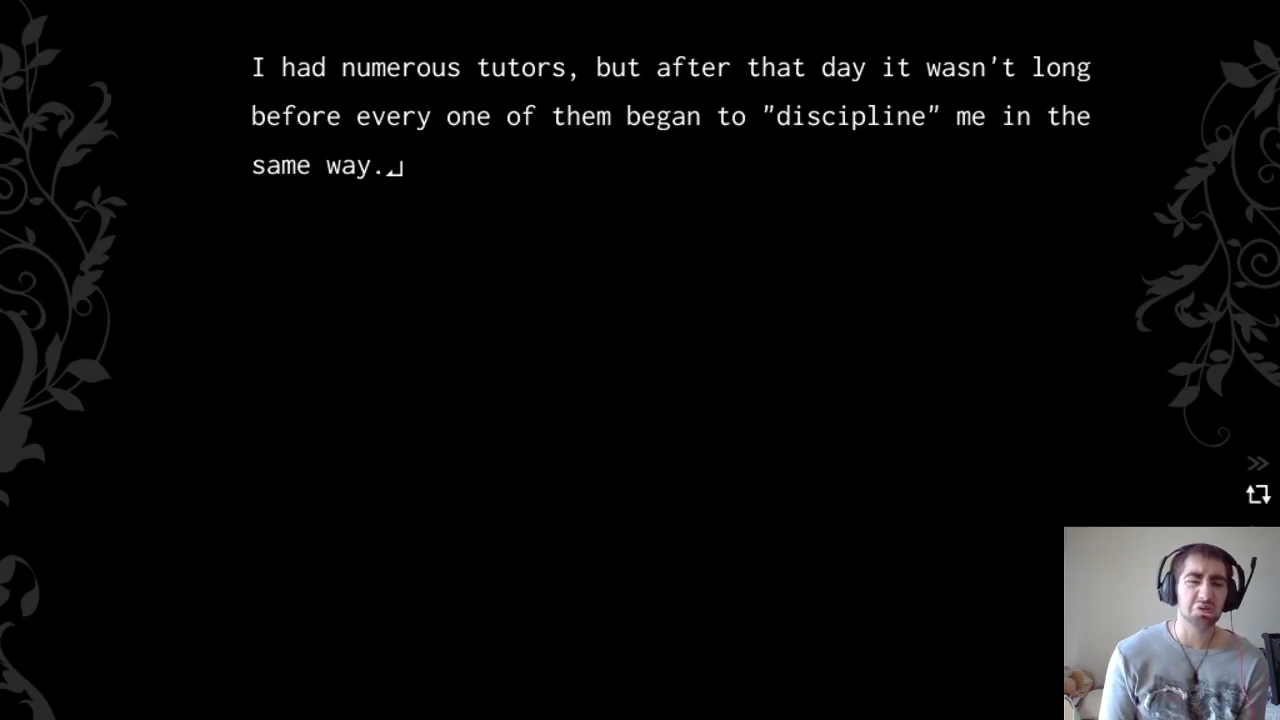 I had numerous tutors, but after that day it wasn't long
before every one of them began to "discipline" me in the
same way.